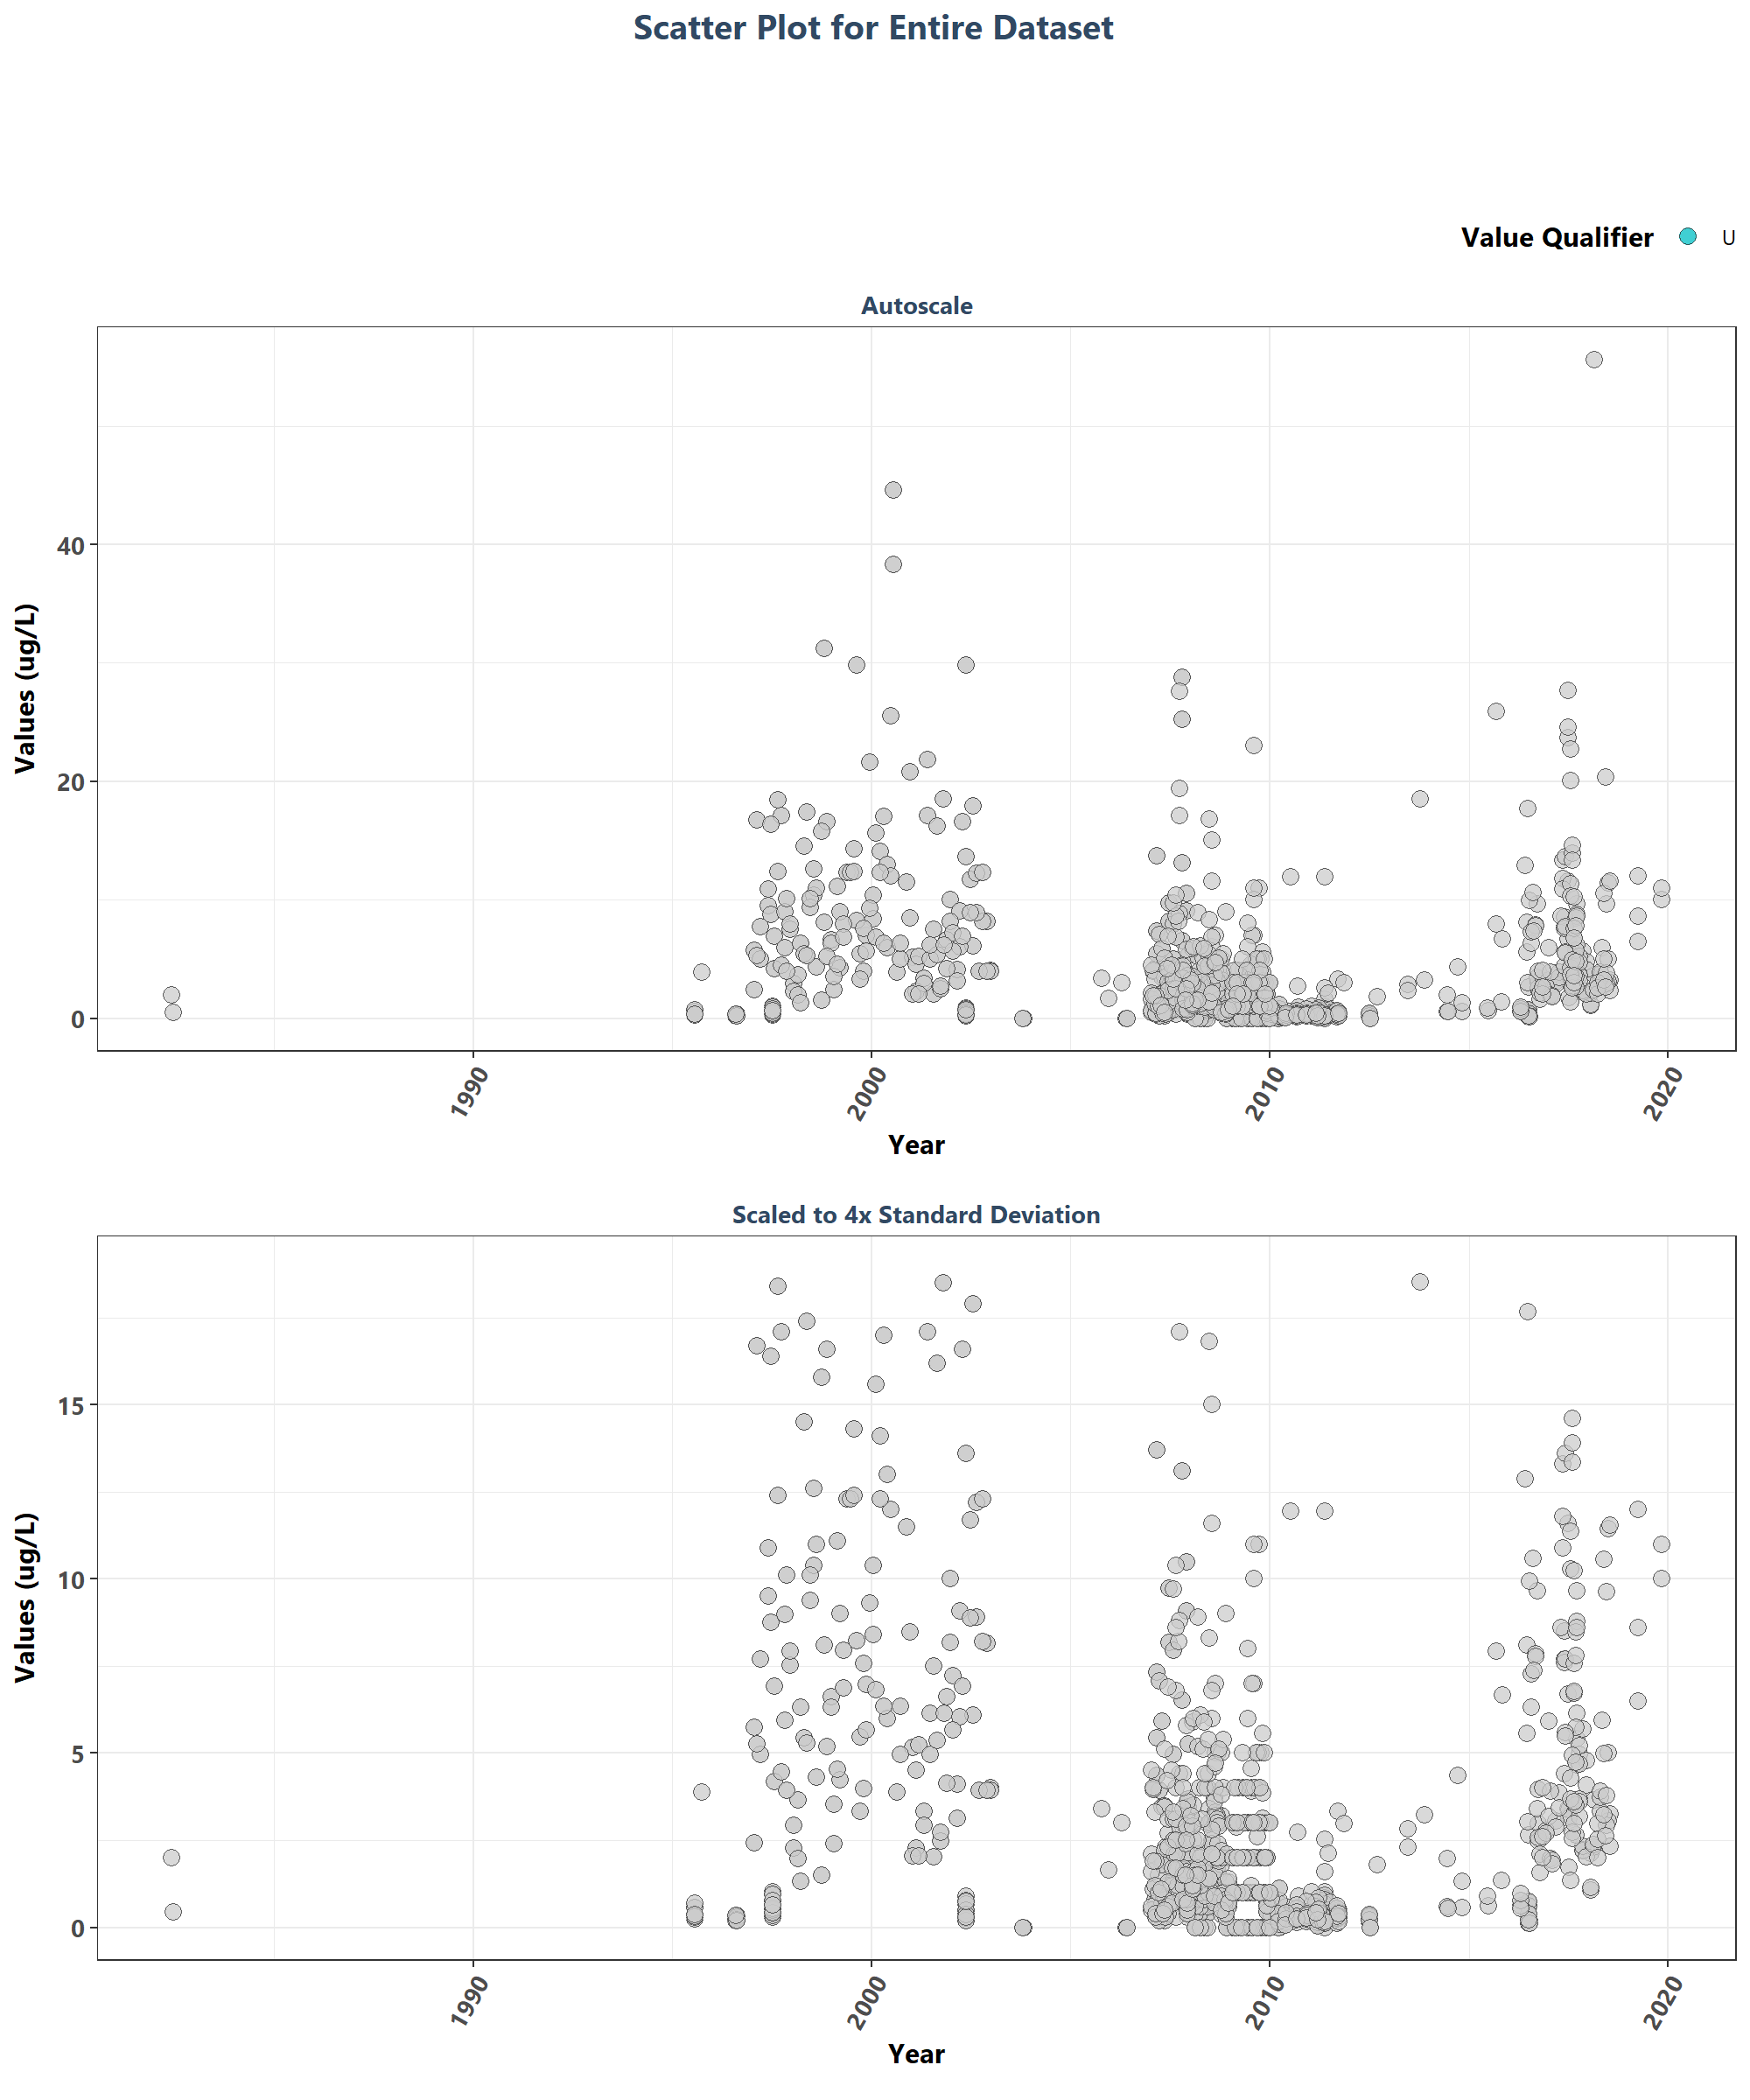 Scatter Plot for Entire Dataset
Value Qualifier U
Autoscale
Values (ug/L)
40
20
0
1990 2000 2010 2020
Year
Scaled to 4x Standard Deviation
Values (ug/L)
15
10
5
0
1990 2000 2010 2020
Year